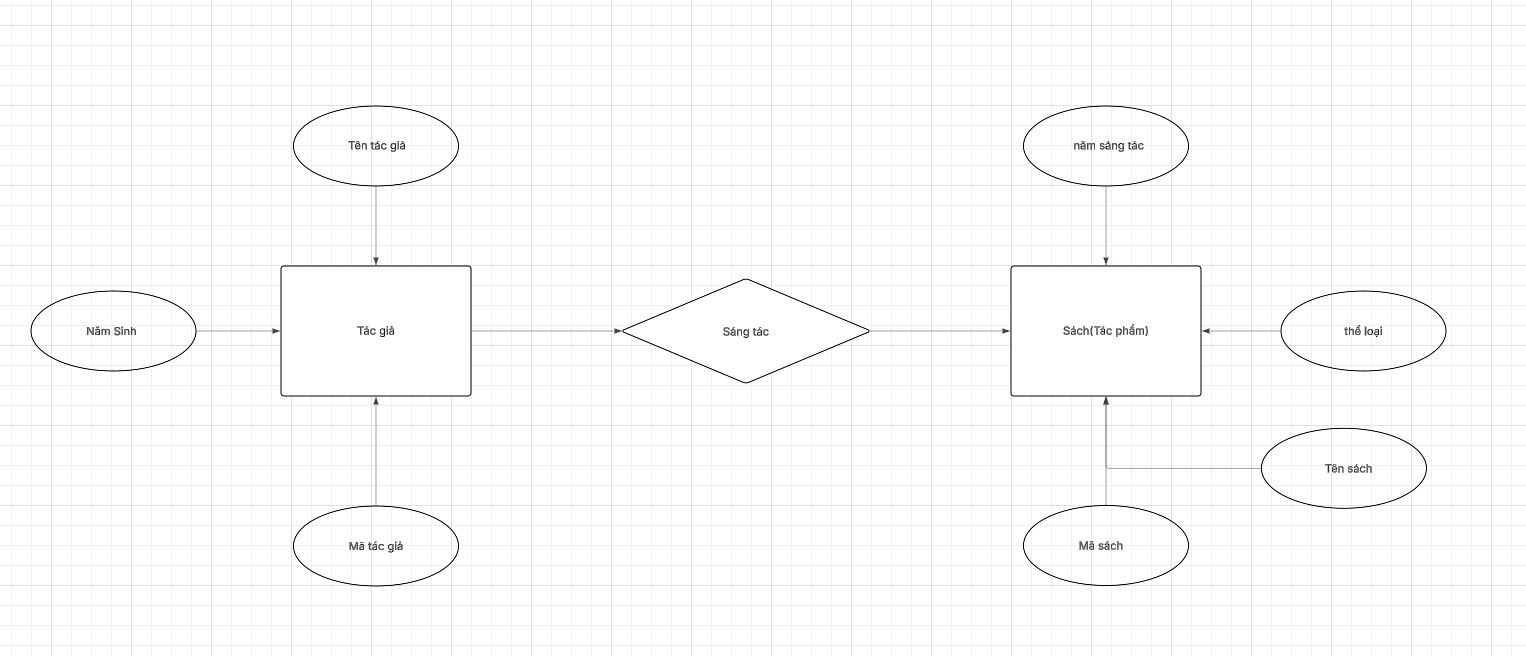 Tên tác giả
năm sáng tác
Năm Sinh
Tác giả
Sáng tác
Sách(Tác phẩm)
thể loại
Tên sách
Mã tác giả
Mã sách